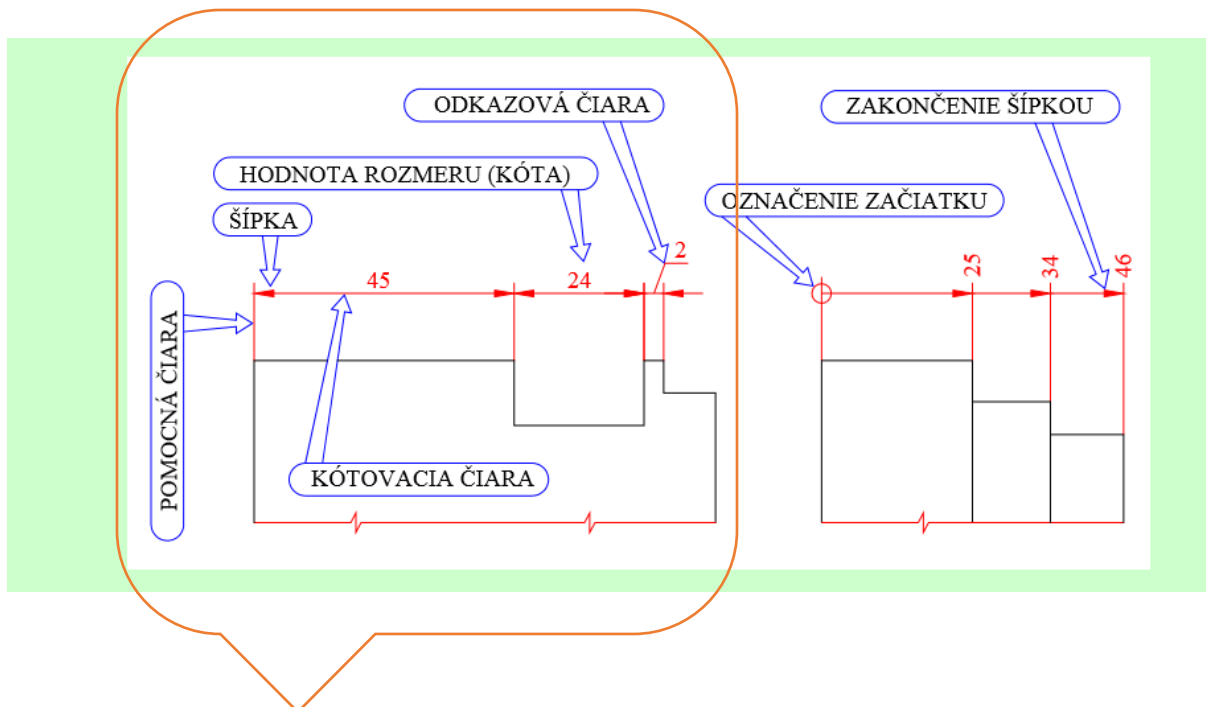 ODKAZOVÁ ČIARA
ZAKONČENIE ŠÍPKOU
HODNOTA ROZMERU (KÓTA)
OZNAČENIE ZAČIATKU
ŠÍPKA
2
45
24
25
34
46
POMOCNÁ ČIARA
KÓTOVACIA ČIARA